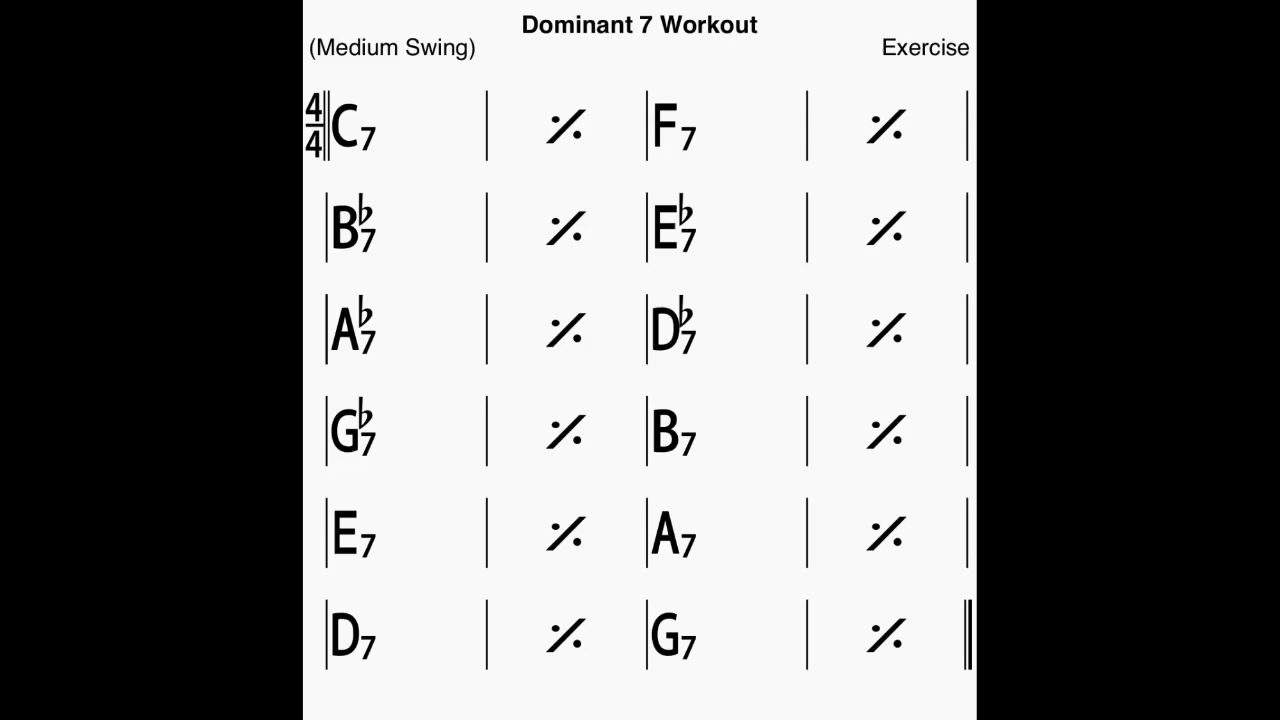 Dominant 7 Workout
(Medium Swing) Exercise
4/4 C7 𝄎 F7 𝄎
B♭7 𝄎 E♭7 𝄎
A♭7 𝄎 D♭7 𝄎
G♭7 𝄎 B7 𝄎
E7 𝄎 A7 𝄎
D7 𝄎 G7 𝄎